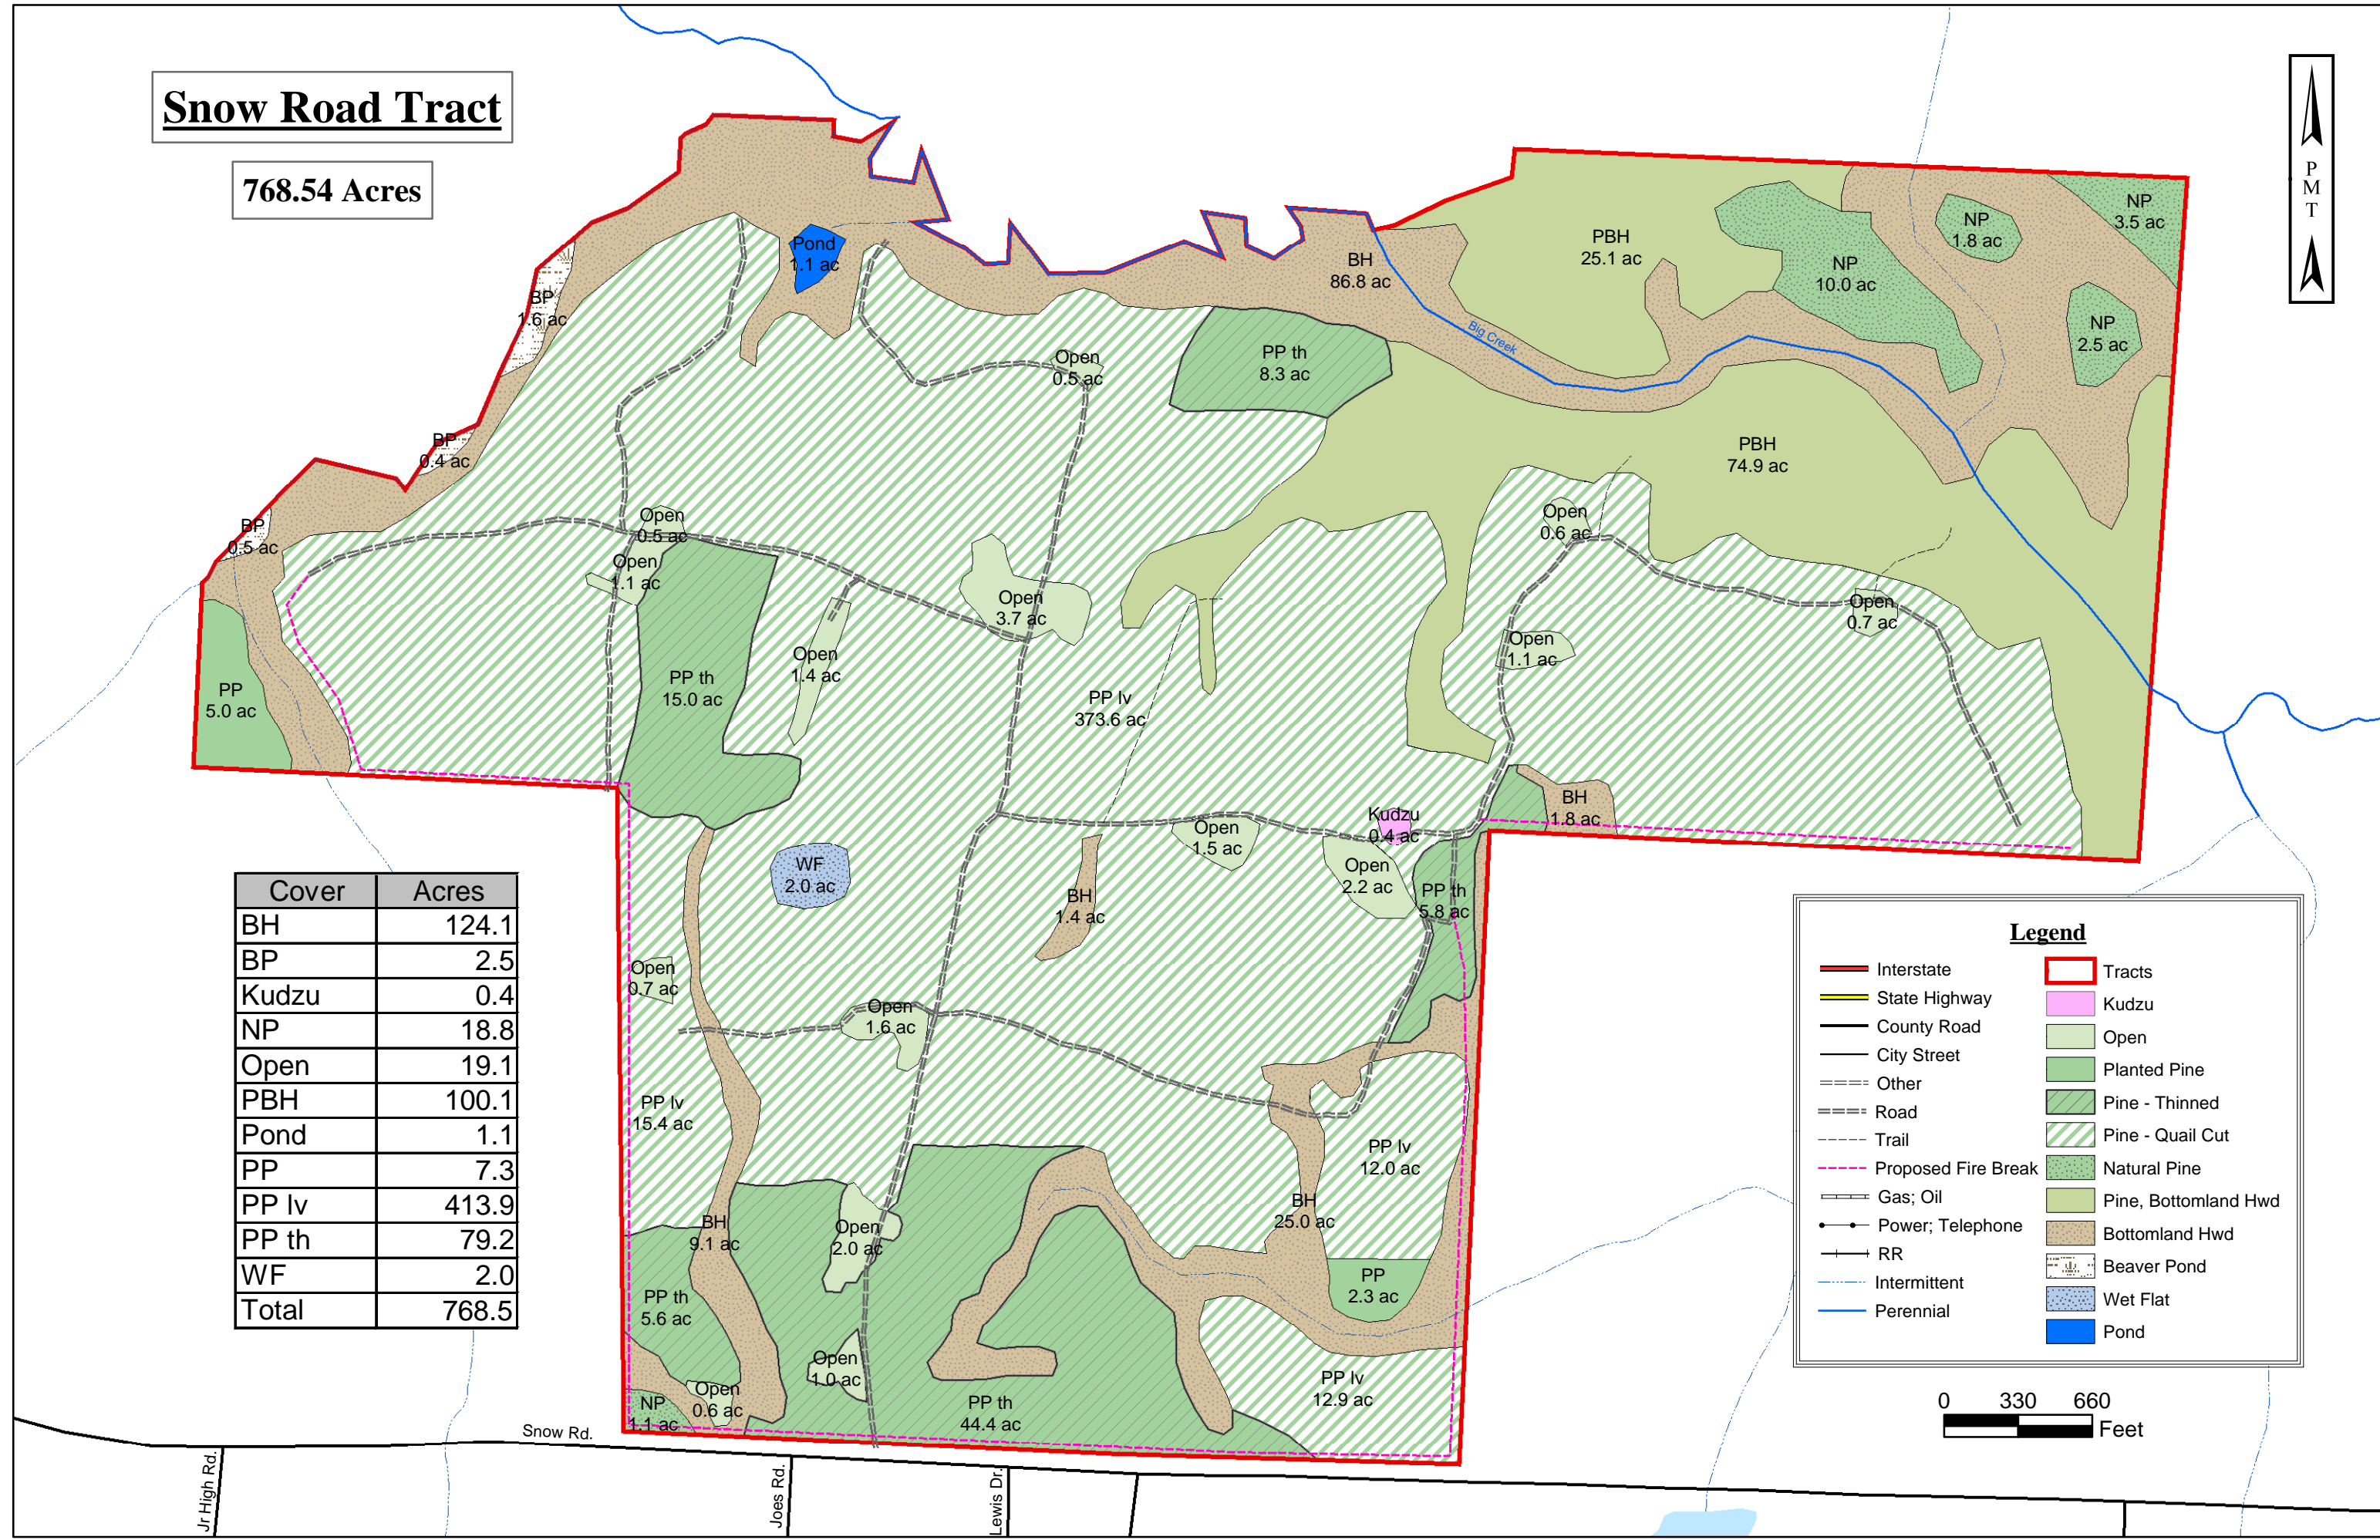 Snow Road Tract
768.54 Acres
P
M
T
Pond
1.1 ac
BP
1.6 ac
BP
0.4 ac
BP
0.5 ac
PP
5.0 ac
BH
86.8 ac
PBH
25.1 ac
NP
10.0 ac
NP
1.8 ac
NP
3.5 ac
NP
2.5 ac
Big Creek
PP th
8.3 ac
Open
0.5 ac
PBH
74.9 ac
Open
0.5 ac
Open
1.1 ac
Open
3.7 ac
Open
1.4 ac
PP th
15.0 ac
PP lv
373.6 ac
Open
0.6 ac
Open
1.1 ac
Open
0.7 ac
BH
1.8 ac
Kudzu
0.4 ac
Open
1.5 ac
Open
2.2 ac
PP th
5.8 ac
WF
2.0 ac
BH
1.4 ac
Open
0.7 ac
Open
1.6 ac
PP lv
15.4 ac
PP lv
12.0 ac
BH
25.0 ac
BH
9.1 ac
Open
2.0 ac
PP
2.3 ac
PP th
5.6 ac
Open
1.0 ac
Open
0.6 ac
NP
1.1 ac
PP th
44.4 ac
PP lv
12.9 ac
Cover Acres
BH 124.1
BP 2.5
Kudzu 0.4
NP 18.8
Open 19.1
PBH 100.1
Pond 1.1
PP 7.3
PP lv 413.9
PP th 79.2
WF 2.0
Total 768.5
Legend
Interstate
State Highway
County Road
City Street
Other
Road
Trail
Proposed Fire Break
Gas; Oil
Power; Telephone
RR
Intermittent
Perennial
Tracts
Kudzu
Open
Planted Pine
Pine - Thinned
Pine - Quail Cut
Natural Pine
Pine, Bottomland Hwd
Bottomland Hwd
Beaver Pond
Wet Flat
Pond
0 330 660
Feet
Snow Rd.
Jr High Rd.
Joes Rd.
Lewis Dr.